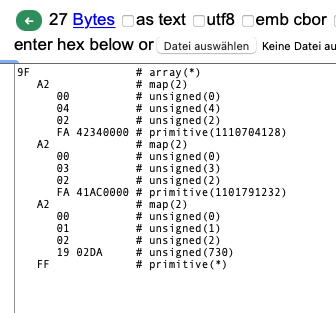 27 Bytes as text utf8 emb cbor
enter hex below or Datei auswählen Keine Datei au
9F # array(*)
A2 # map(2)
00 # unsigned(0)
04 # unsigned(4)
02 # unsigned(2)
FA 42340000 # primitive(1110704128)
A2 # map(2)
00 # unsigned(0)
03 # unsigned(3)
02 # unsigned(2)
FA 41AC0000 # primitive(1101791232)
A2 # map(2)
00 # unsigned(0)
01 # unsigned(1)
02 # unsigned(2)
19 02DA # unsigned(730)
FF # primitive(*)